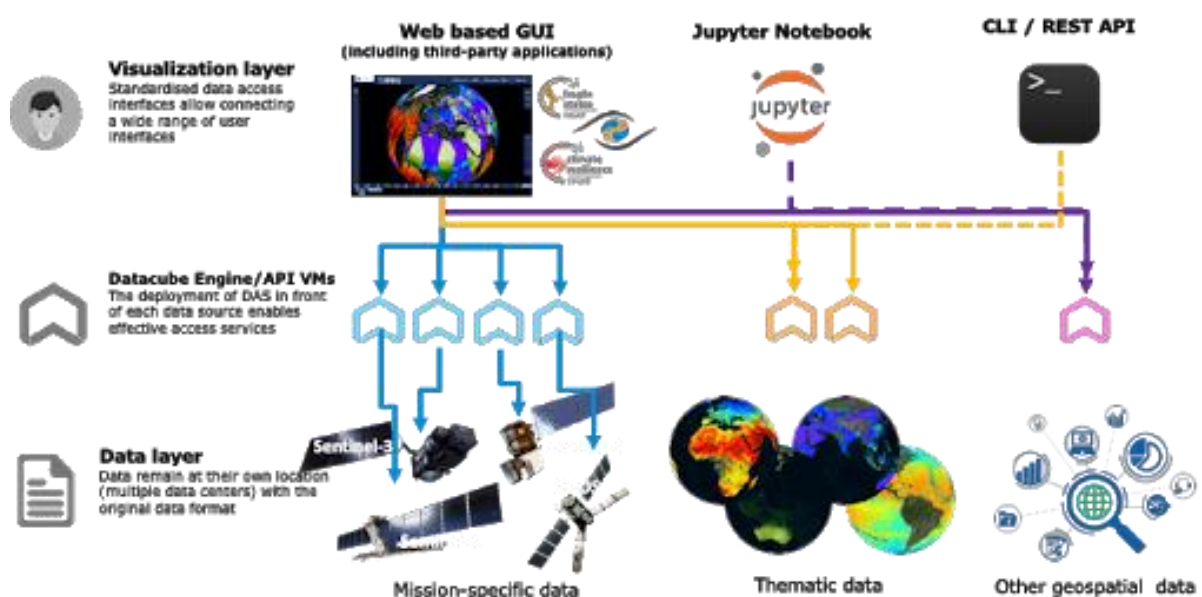 Web based GUI
(including third-party applications)
Jupyter Notebook
CLI / REST API
Visualization layer
Standardised data access
interfaces allow connecting
a wide range of user
interfaces
fragile
climate
resilience
jupyter
>_
Datacube Engine/API VMs
The deployment of DAS in front
of each data source enables
effective access services
Data layer
Data remain at their own location
(multiple data centers) with the
original data format
Sentinel-3
Mission-specific data
Thematic data
Other geospatial data